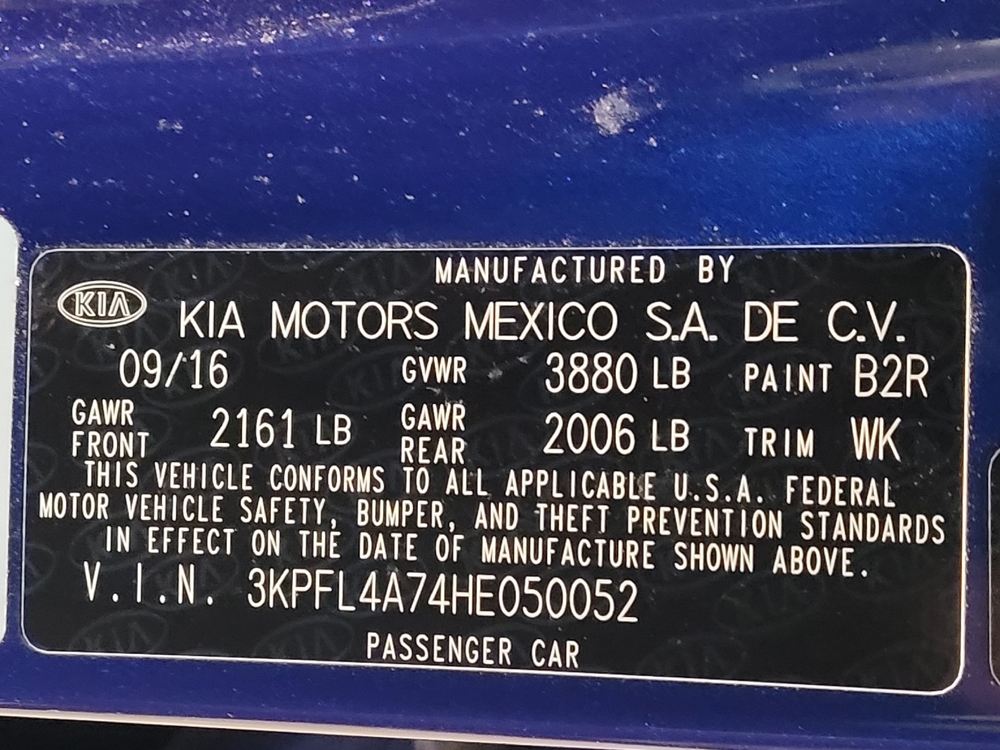 MANUFACTURED BY
KIA KIA MOTORS MEXICO S.A. DE C.V.
09/16 GVWR 3880 LB PAINT B2R
GAWR FRONT 2161 LB GAWR REAR 2006 LB TRIM WK
THIS VEHICLE CONFORMS TO ALL APPLICABLE U.S.A. FEDERAL
MOTOR VEHICLE SAFETY, BUMPER, AND THEFT PREVENTION STANDARDS
IN EFFECT ON THE DATE OF MANUFACTURE SHOWN ABOVE.
V.I.N. 3KPFL4A74HE050052
PASSENGER CAR